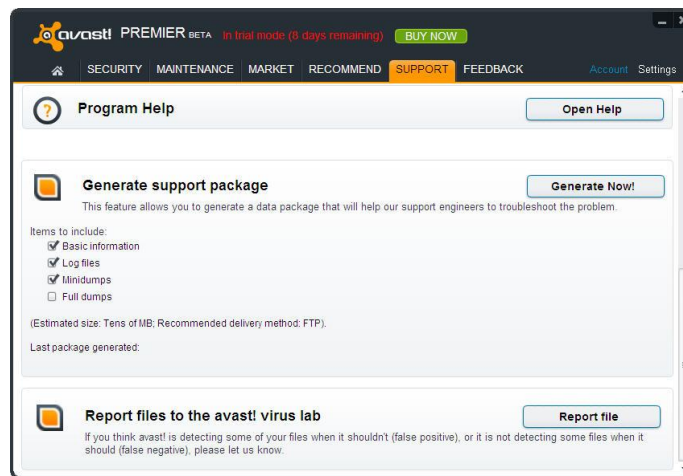 avast! PREMIER BETA In trial mode (8 days remaining) BUY NOW
SECURITY MAINTENANCE MARKET RECOMMEND SUPPORT FEEDBACK Account Settings
Program Help Open Help
Generate support package Generate Now!
This feature allows you to generate a data package that will help our support engineers to troubleshoot the problem.
Items to include:
Basic information
Log files
Minidumps
Full dumps
(Estimated size: Tens of MB; Recommended delivery method: FTP).
Last package generated:
Report files to the avast! virus lab Report file
If you think avast! is detecting some of your files when it shouldn't (false positive), or it is not detecting some files when it
should (false negative), please let us know.